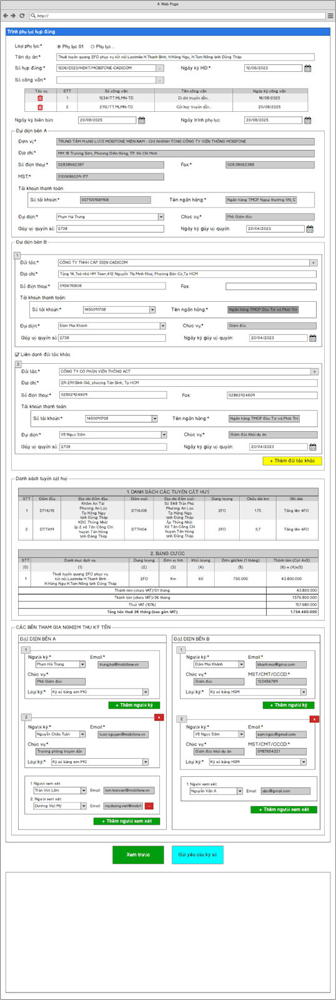 A Web Page
http://
Trình phụ lục hợp đồng
Loại phụ lục:* Phụ lục 01 Phụ lục ...
Tên dự án:* Thuê tuyến quang 2FO phục vụ kết nối Lastmile H.Thanh Bình, H.Hồng Ngự, H.Tam Nông tỉnh Đồng Tháp
Số hợp đồng:* 1206/2023/HDKT/MOBIFONE-CADICOM ... Ngày ký HĐ:* 12/06/2023
Số công văn:* ...
Tác vụ STT Số công văn Tên công văn Ngày ký công văn
1 1234/TT.MLMN-TD Di dời truyền dẫn.. 16/08/2025
2 2112/TT.MLMN-TD Cắt huỷ truyền dẫn... 20/08/2025
Ngày ký biên bản: 20/08/2025 Ngày trình phụ lục: 20/08/2025
Đại diện bên A
Đơn vị:* TRUNG TÂM MẠNG LƯỚI MOBIFONE MIỀN NAM - CHI NHÁNH TỔNG CÔNG TY VIỄN THÔNG MOBIFONE
Địa chỉ:* MM 18 Trường Sơn, Phường Diên Hồng, TP. Hồ Chí Minh
Số điện thoại:* 02838662387 Fax:* 028.38662388
MST:* 0100686209-177
Tài khoản thanh toán:
Số tài khoản:* 0071001681168 Tên ngân hàng:* Ngân hàng TMCP Ngoại thương VN, C
Đại diện:* Phạm Hải Trung Chức vụ:* Phó Giám đốc
Giấy uỷ quyền số: 2738 Ngày ký giấy uỷ quyền: 20/04/2023
Đại diện bên B
1
Đối tác:* CÔNG TY TNHH CÁP ĐIỆN CADICOM v
Địa chỉ:* Tầng 14,Toà nhà HM Town,412 Nguyễn Thị Minh Khai, Phường Bàn Cờ,Tp HCM
Số điện thoại:* 0936110808 Fax:
Tài khoản thanh toán:
Số tài khoản:* 1450091708 Tên ngân hàng:* Ngân hàng TMCP Đầu Tư và Phát Triể
Đại diện:* Đàm Mai Khánh Chức vụ:* Giám đốc
Giấy uỷ quyền số: 2738 Ngày ký giấy uỷ quyền: 20/04/2023
Liên danh đối tác khác
2
Đối tác:* CÔNG TY CỔ PHẦN VIỄN THÔNG ACT v
Địa chỉ:* 2R-2R1 Bình Giã, phường Tân Bình, Tp HCM
Số điện thoại:* 02862924609 Fax: 02862924609
Tài khoản thanh toán:
Số tài khoản:* 1450091708 Tên ngân hàng:* Ngân hàng TMCP Đầu Tư và Phát Triể
Đại diện:* Võ Ngọc Sâm Chức vụ:* Giám đốc khối dự án
Giấy uỷ quyền số: 2738 Ngày ký giấy uỷ quyền: 20/04/2023
+ Thêm đối tác khác
Danh sách tuyến cắt huỷ
1. DANH SÁCH CÁC TUYẾN CẮT HUỶ
STT Điểm đầu Địa chỉ điểm đầu Điểm cuối Địa chỉ điểm cuối Dung lượng Chiều dài km Ghi chú
1 DTHU18 Khóm An Tài Phường An Lộc Tp Hồng Ngự tỉnh Đồng Tháp DTHU08 Số 548 Trần Phú Phường An Lộc Tp Hồng Ngự tỉnh Đồng Tháp 2FO 1.75 Tăng lên 4FO
2 DTTH19 KDC Thống Nhất ấp 2 xã Tân Công Chí huyện Tân Hồng tỉnh Đồng Tháp DTTH04 Ấp Thống Nhất Xã Tân Công Chí huyện Tân Hồng tỉnh Đồng Tháp 2FO 3.7 Tăng lên 4FO
2. BẢNG CƯỚC
STT Danh mục dịch vụ Dung lượng Đơn vị tính Khối lượng Đơn giá/km (1 tháng) Thành tiền (Cột 4x5)
(0) (1) (2) (3) (4) (5) (6) = (4)x(5)
1 Thuê tuyến quang 2FO phục vụ kết nối Lastmile H.Thanh Bình H.Hồng Ngự H.Tam Nông tỉnh Đồng Tháp 2FO Km 60 730.000 43.800.000
Thành tiền (chưa VAT)/01 tháng 43.800.000
Thành tiền (chưa VAT)/36 tháng 1.576.800.000
Thuế VAT (10%) 157.680.000
Tổng tiền thuê 36 tháng (bao gồm VAT) 1.734.480.000
CÁC BÊN THAM GIA NGHIỆM THU KÝ TÊN
ĐẠI DIỆN BÊN A
1
Người ký:* Email:*
Phạm Hải Trung trung.hai@mobifone.vn
Chức vụ:*
Phó Giám đốc
Loại ký:* Ký số bằng sim PKI
+ Thêm người ký
2 x
Người ký:* Email:*
Nguyễn Châu Tuấn tuan.nguyen@mobifone.vn
Chức vụ:*
Trưởng phòng truyền dẫn
Loại ký:* Ký số bằng sim PKI
1. Người xem xét:
Trần Viết Lãm Email: lam.tranviet@mobifone.vn
2. Người xem xét:
Dương Việt Mỹ Email: my.duongviet@mobif -
+ Thêm người xem xét
ĐẠI DIỆN BÊN B
1
Người ký:* Email:*
Đàm Mai Khánh khanh.mai@gmai.com
Chức vụ:* MST/CMT/CCCD:*
Giám đốc 123456789
Loại ký:* Ký số bằng HSM
+ Thêm người ký
2 x
Người ký:* Email:*
Võ Ngọc Sâm sam.ngoc@gmail.com
Chức vụ:* MST/CMT/CCCD:*
Giám đốc khối dự án 0987654321
Loại ký:* Ký số bằng HSM
1. Người xem xét:
Nguyễn Văn A Email: abc@gmail.com
+ Thêm người xem xét
Xem trước Gửi yêu cầu ký số